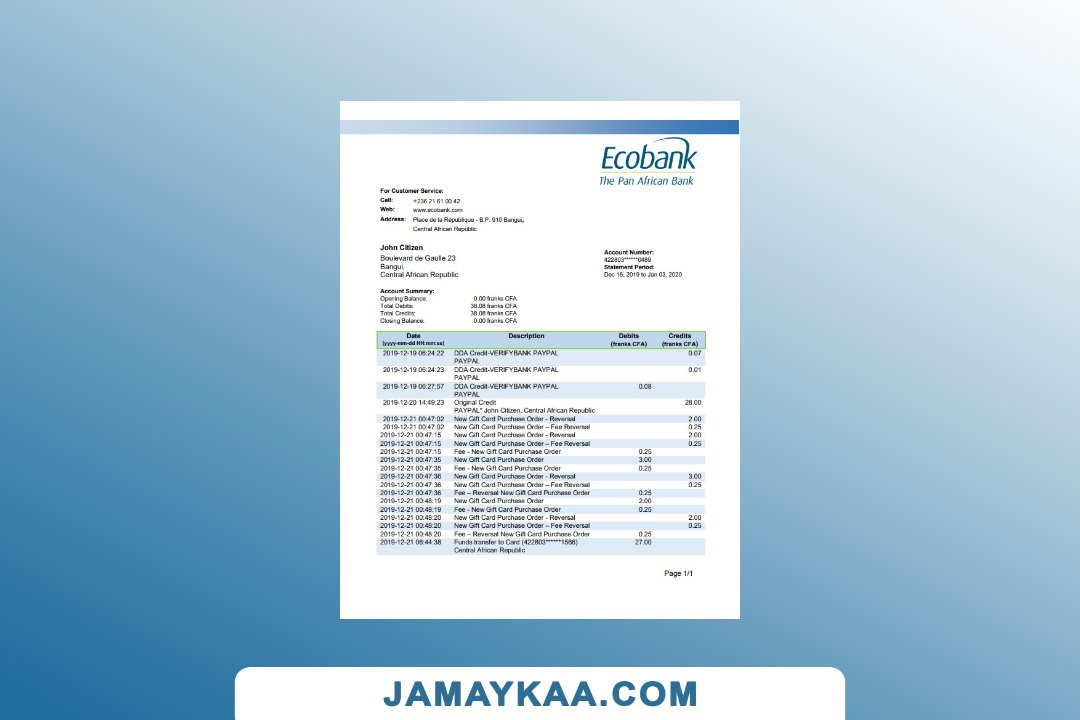 Ecobank
The Pan African Bank
For Customer Service:
Call: +236 21 61 00 42
Web: www.ecobank.com
Address: Place de la République - B.P. 910 Bangui,
Central African Republic
John Citizen
Boulevard de Gaulle 23
Bangui,
Central African Republic
Account Number:
422803******0489
Statement Period:
Dec 16, 2019 to Jan 03, 2020
Account Summary:
Opening Balance: 0.00 franks CFA
Total Debits: 38.08 franks CFA
Total Credits: 38.08 franks CFA
Closing Balance: 0.00 franks CFA
Date Description Debits Credits
(yyyy-mm-dd HH:mm:ss) (franks CFA) (franks CFA)
2019-12-19 06:24:22 DDA Credit-VERIFYBANK PAYPAL 0.07
PAYPAL
2019-12-19 06:24:23 DDA Credit-VERIFYBANK PAYPAL 0.01
PAYPAL
2019-12-19 06:27:57 DDA Credit-VERIFYBANK PAYPAL 0.08
PAYPAL
2019-12-20 14:49:23 Original Credit 28.00
PAYPAL* John Citizen, Central African Republic
2019-12-21 00:47:02 New Gift Card Purchase Order - Reversal 2.00
2019-12-21 00:47:02 New Gift Card Purchase Order – Fee Reversal 0.25
2019-12-21 00:47:15 New Gift Card Purchase Order - Reversal 2.00
2019-12-21 00:47:15 New Gift Card Purchase Order – Fee Reversal 0.25
2019-12-21 00:47:15 Fee - New Gift Card Purchase Order 0.25
2019-12-21 00:47:35 New Gift Card Purchase Order 3.00
2019-12-21 00:47:35 Fee - New Gift Card Purchase Order 0.25
2019-12-21 00:47:36 New Gift Card Purchase Order - Reversal 3.00
2019-12-21 00:47:36 New Gift Card Purchase Order – Fee Reversal 0.25
2019-12-21 00:47:36 Fee – Reversal New Gift Card Purchase Order 0.25
2019-12-21 00:48:19 New Gift Card Purchase Order 2.00
2019-12-21 00:48:19 Fee - New Gift Card Purchase Order 0.25
2019-12-21 00:48:20 New Gift Card Purchase Order - Reversal 2.00
2019-12-21 00:48:20 New Gift Card Purchase Order – Fee Reversal 0.25
2019-12-21 00:48:20 Fee – Reversal New Gift Card Purchase Order 0.25
2019-12-21 06:44:38 Funds transfer to Card (422803******1566) 27.00
Central African Republic
Page 1/1
JAMAYKAA.COM